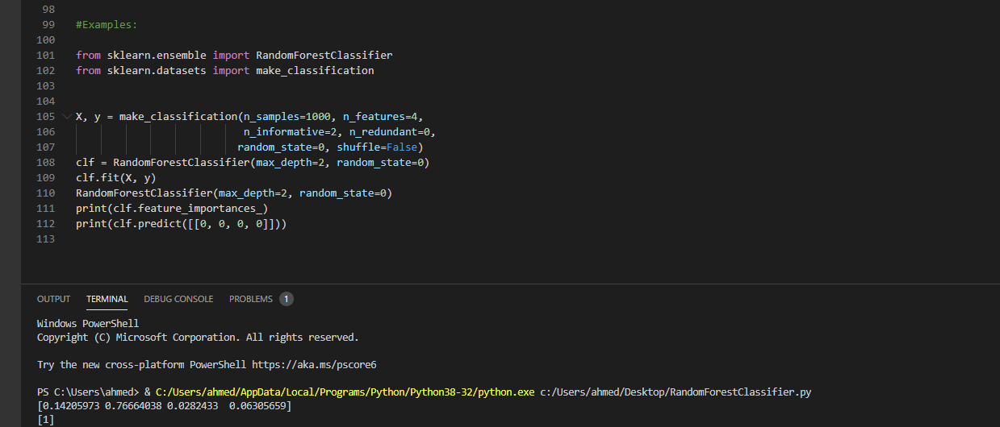 98
99 #Examples:
100
101 from sklearn.ensemble import RandomForestClassifier
102 from sklearn.datasets import make_classification
103
104
105 X, y = make_classification(n_samples=1000, n_features=4,
106 n_informative=2, n_redundant=0,
107 random_state=0, shuffle=False)
108 clf = RandomForestClassifier(max_depth=2, random_state=0)
109 clf.fit(X, y)
110 RandomForestClassifier(max_depth=2, random_state=0)
111 print(clf.feature_importances_)
112 print(clf.predict([[0, 0, 0, 0]]))
113
OUTPUT TERMINAL DEBUG CONSOLE PROBLEMS 1
Windows PowerShell
Copyright (C) Microsoft Corporation. All rights reserved.
Try the new cross-platform PowerShell https://aka.ms/pscore6
PS C:\Users\ahmed> & C:/Users/ahmed/AppData/Local/Programs/Python/Python38-32/python.exe c:/Users/ahmed/Desktop/RandomForestClassifier.py
[0.14205973 0.76664038 0.0282433  0.06305659]
[1]